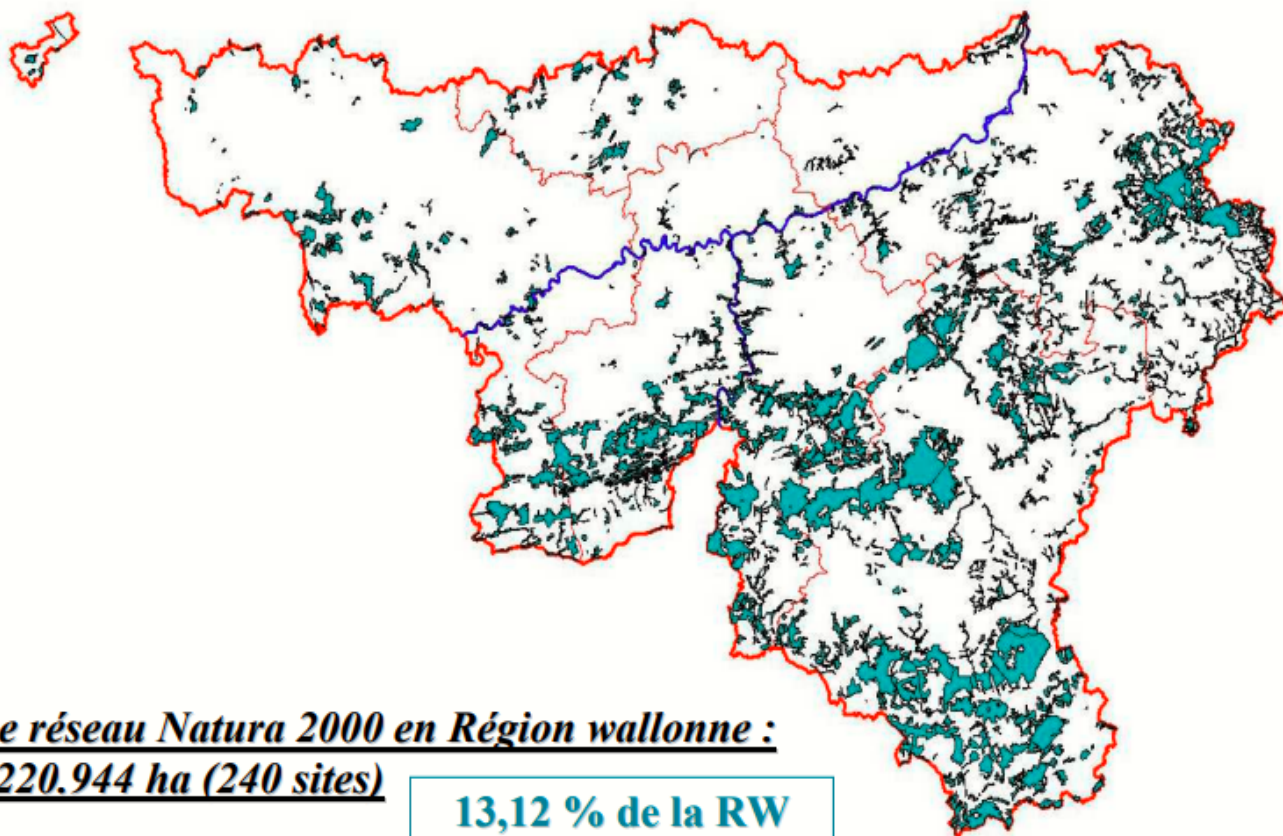 e réseau Natura 2000 en Région wallonne :
220.944 ha (240 sites)
13,12 % de la RW